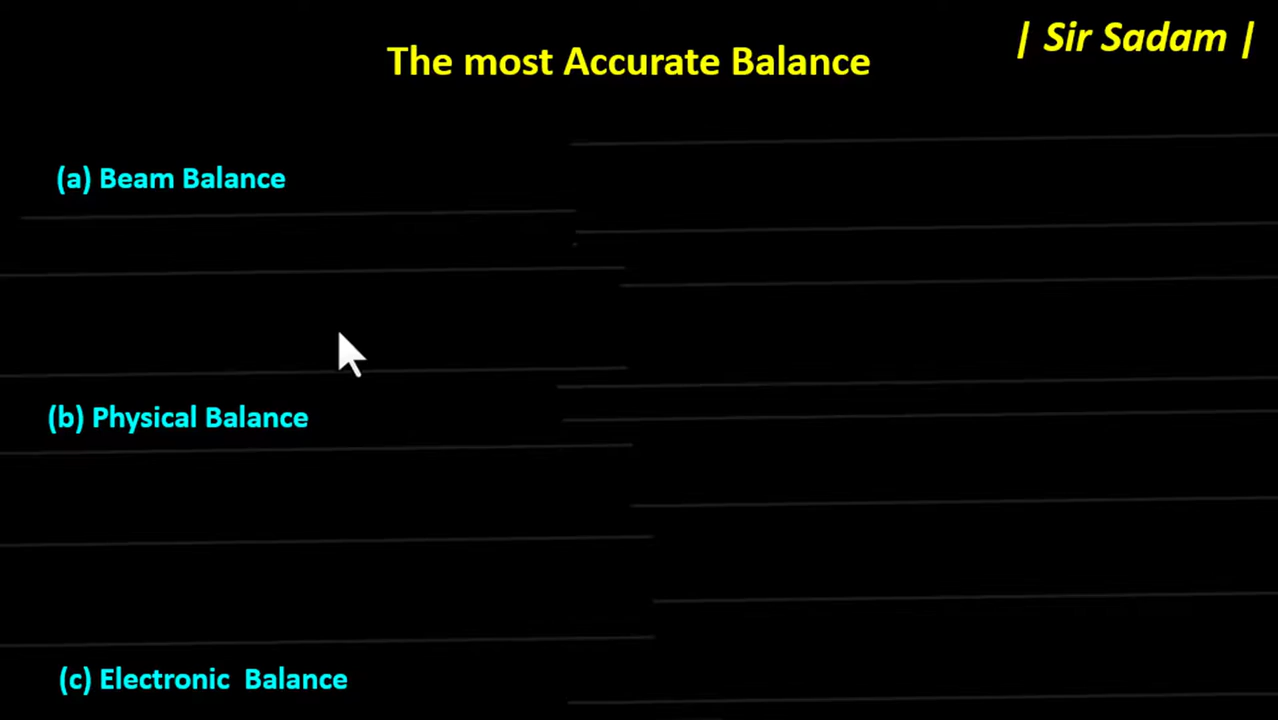 | Sir Sadam |
The most Accurate Balance
(a) Beam Balance
(b) Physical Balance
(c) Electronic  Balance